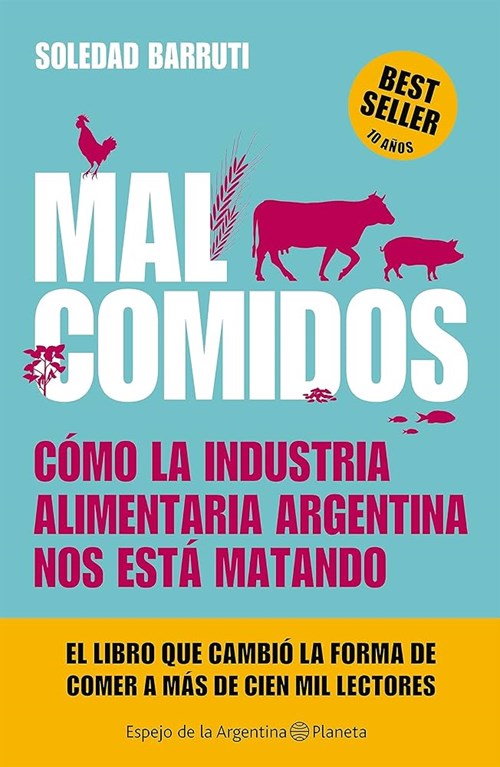 SOLEDAD BARRUTI
BEST
SELLER
10 AÑOS
MAL
COMIDOS
CÓMO LA INDUSTRIA
ALIMENTARIA ARGENTINA
NOS ESTÁ MATANDO
EL LIBRO QUE CAMBIÓ LA FORMA DE
COMER A MÁS DE CIEN MIL LECTORES
Espejo de la Argentina Planeta